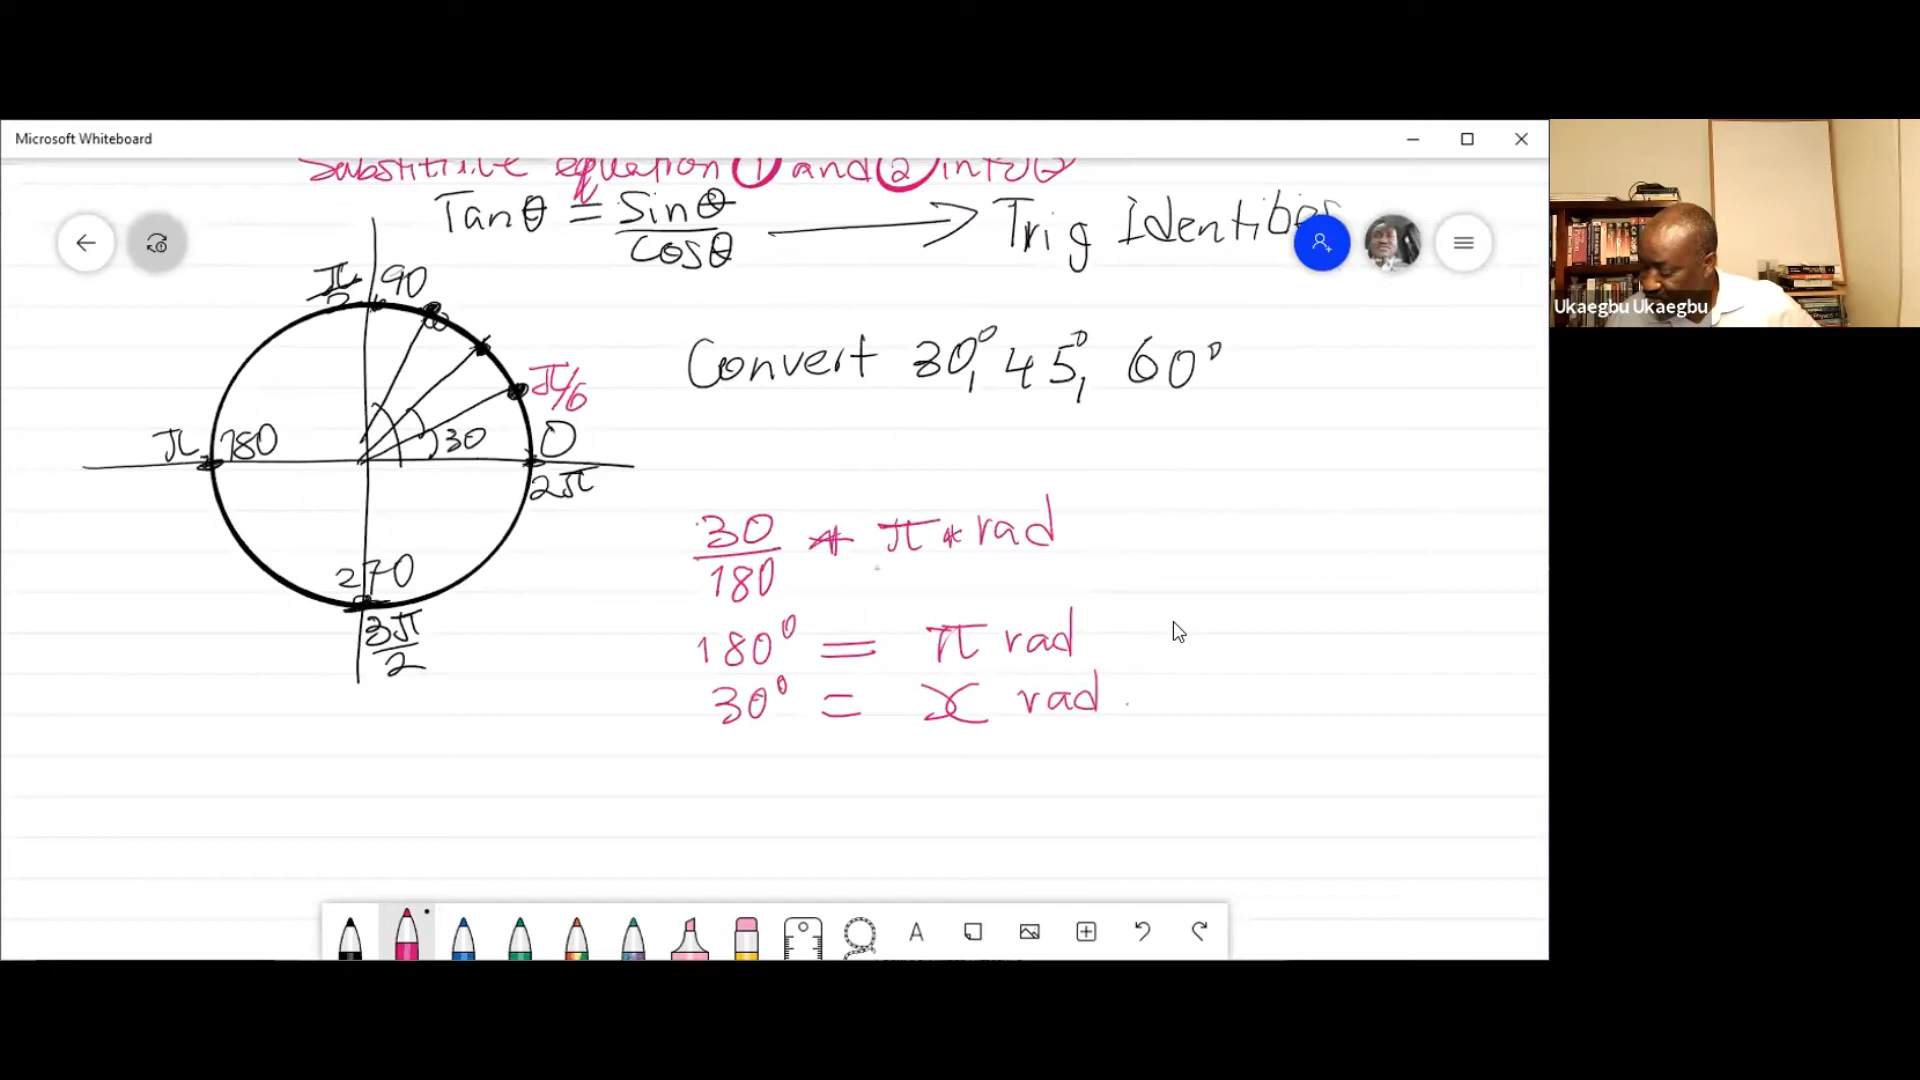 Microsoft Whiteboard
Substitute equation ① and ② into
Tanθ = Sinθ / Cosθ → Trig Identities
π/2 90
Convert 30°, 45°, 60°
π/6
π 180 30 0
2π
30/180 * π * rad
270
3π/2
180° = π rad
30° = x rad
A
Ukaegbu Ukaegbu